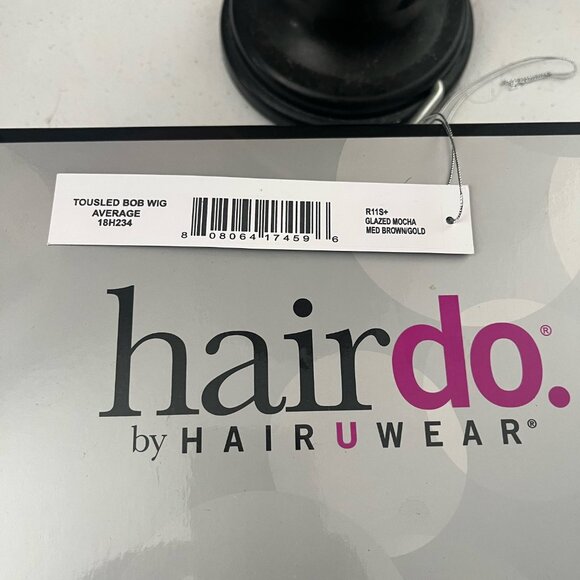 TOUSLED BOB WIG
AVERAGE
18H234
8 08064 17459 6
R11S+
GLAZED MOCHA
MED BROWN/GOLD
hairdo.®
by HAIRUWEAR®